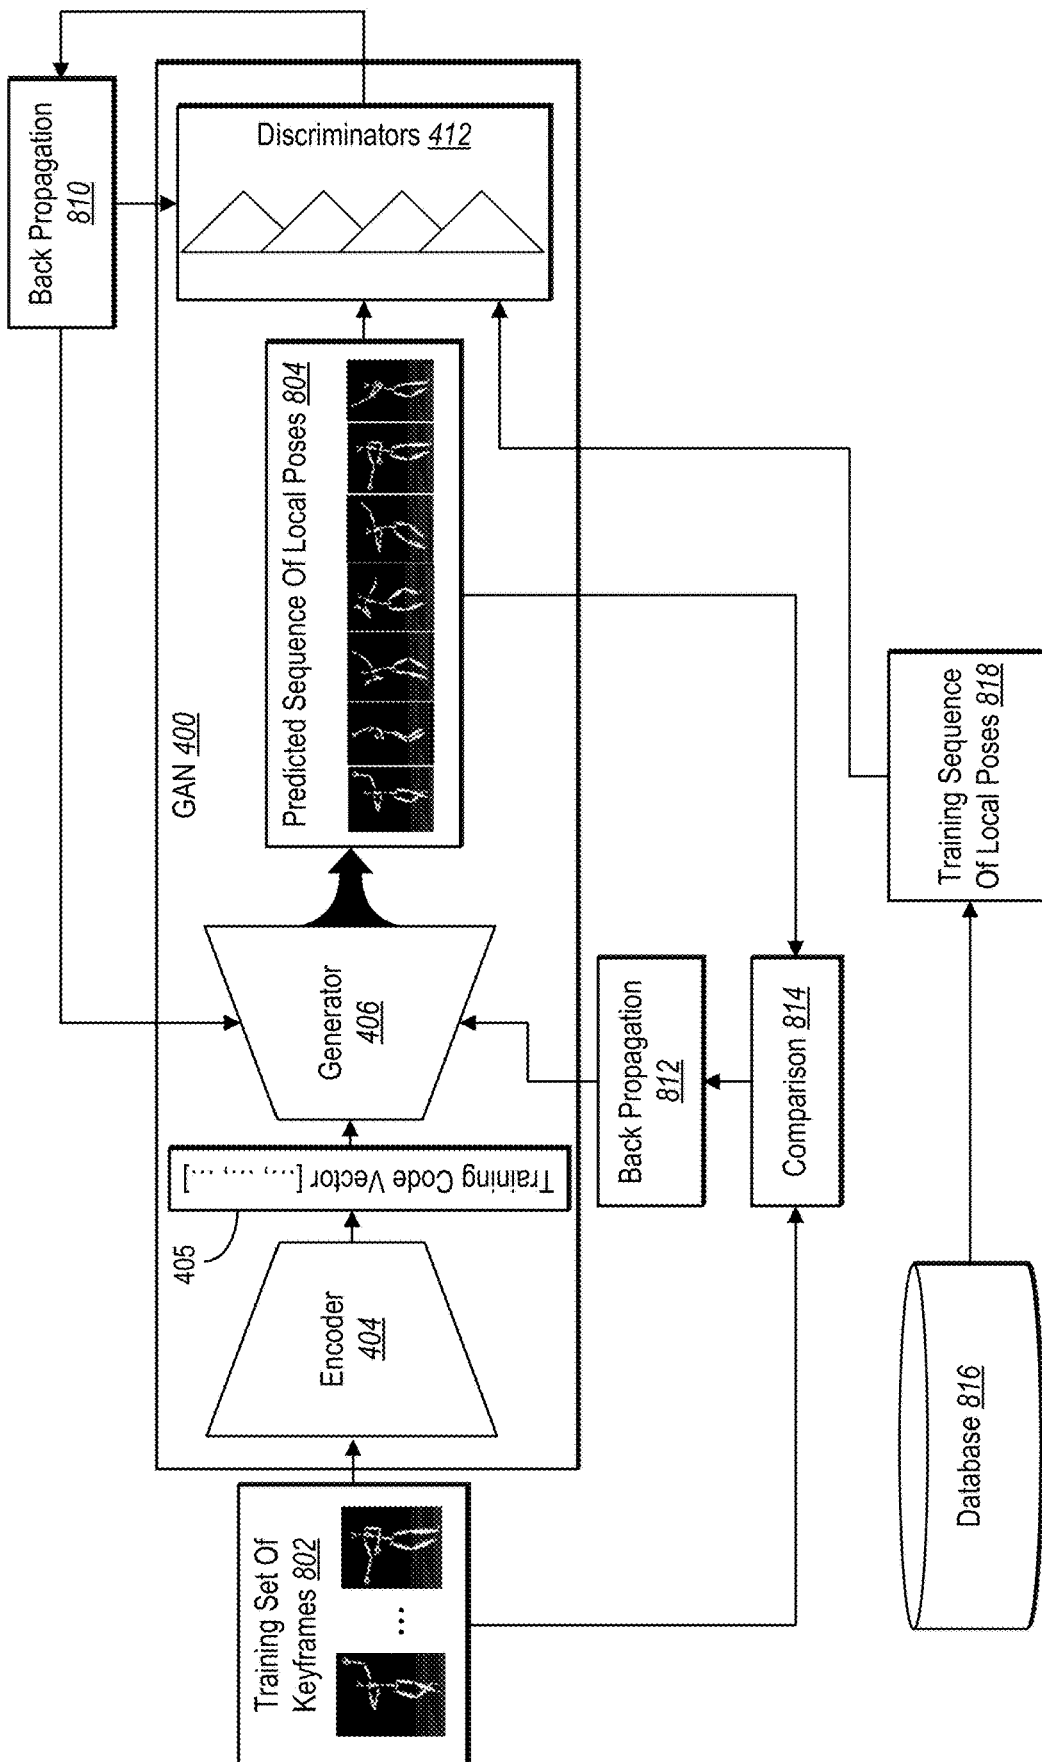 Training Set Of
Keyframes 802
...
GAN 400
Encoder
404
405
Training Code Vector [..., ..., ...]
Generator
406
Predicted Sequence Of Local Poses 804
Discriminators 412
Back Propagation
810
Back Propagation
812
Comparison 814
Database 816
Training Sequence
Of Local Poses 818